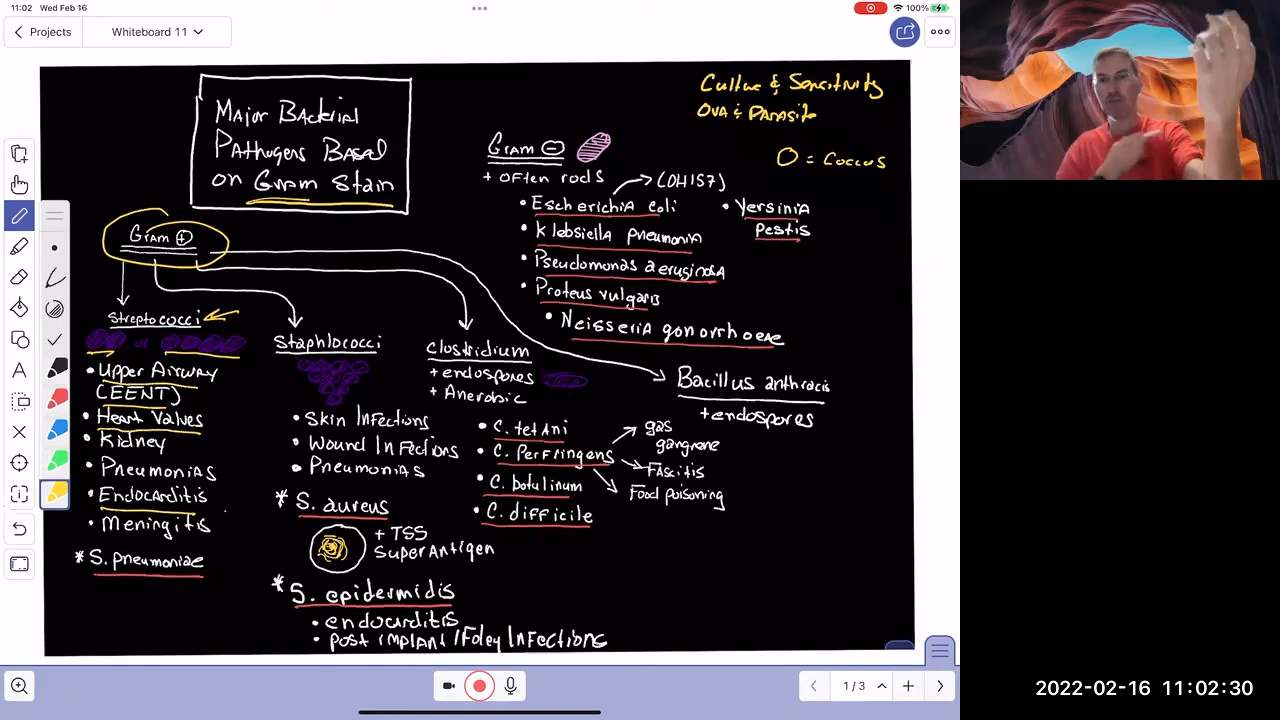 11:02 Wed Feb 16
100%
Projects
Whiteboard 11
Culture & Sensitivity
OVA & Parasite
O = Coccus
Major Bacterial
Pathogens Based
on Gram Stain
Gram ⊖
+ Often rods
(OH157)
• Escherichia coli
• Klebsiella pneumonia
• Pseudomonas aeruginosa
• Proteus vulgaris
• Neisseria gonorrhoeae
• Yersinia
pestis
Gram ⊕
Streptococci
or
• Upper Airway
(EENT)
• Heart Valves
• Kidney
• Pneumonias
• Endocarditis
• Meningitis
* S. pneumoniae
Staphlococci
• Skin Infections
• Wound Infections
• Pneumonias
* S. aureus
+ TSS
SuperAntigen
* S. epidermidis
• endocarditis
• post implant/Foley Infections
Clostridium
+ endospores
+ Anerobic
• C. tetani
• C. perfringens
• C. botulinum
• C. difficile
gas
gangrene
Fascitis
Food poisoning
Bacillus anthracis
+ endospores
A
1/3
2022-02-16 11:02:30